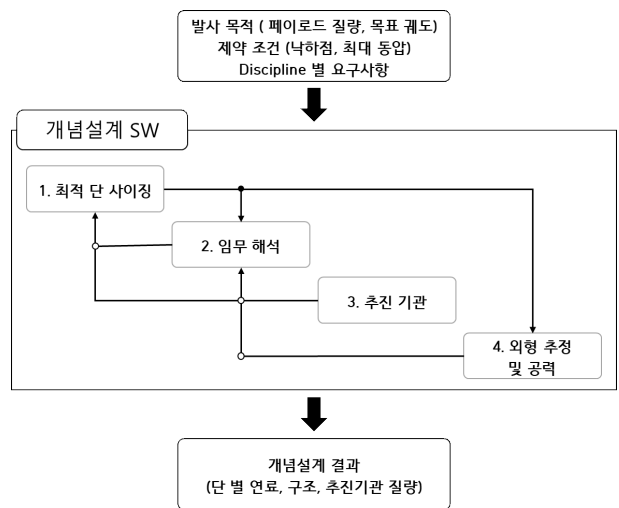 발사 목적 ( 페이로드 질량, 목표 궤도)
제약 조건 (낙하점, 최대 동압)
Discipline 별 요구사항
개념설계 SW
1. 최적 단 사이징
2. 임무 해석
3. 추진 기관
4. 외형 추정
및 공력
개념설계 결과
(단 별 연료, 구조, 추진기관 질량)